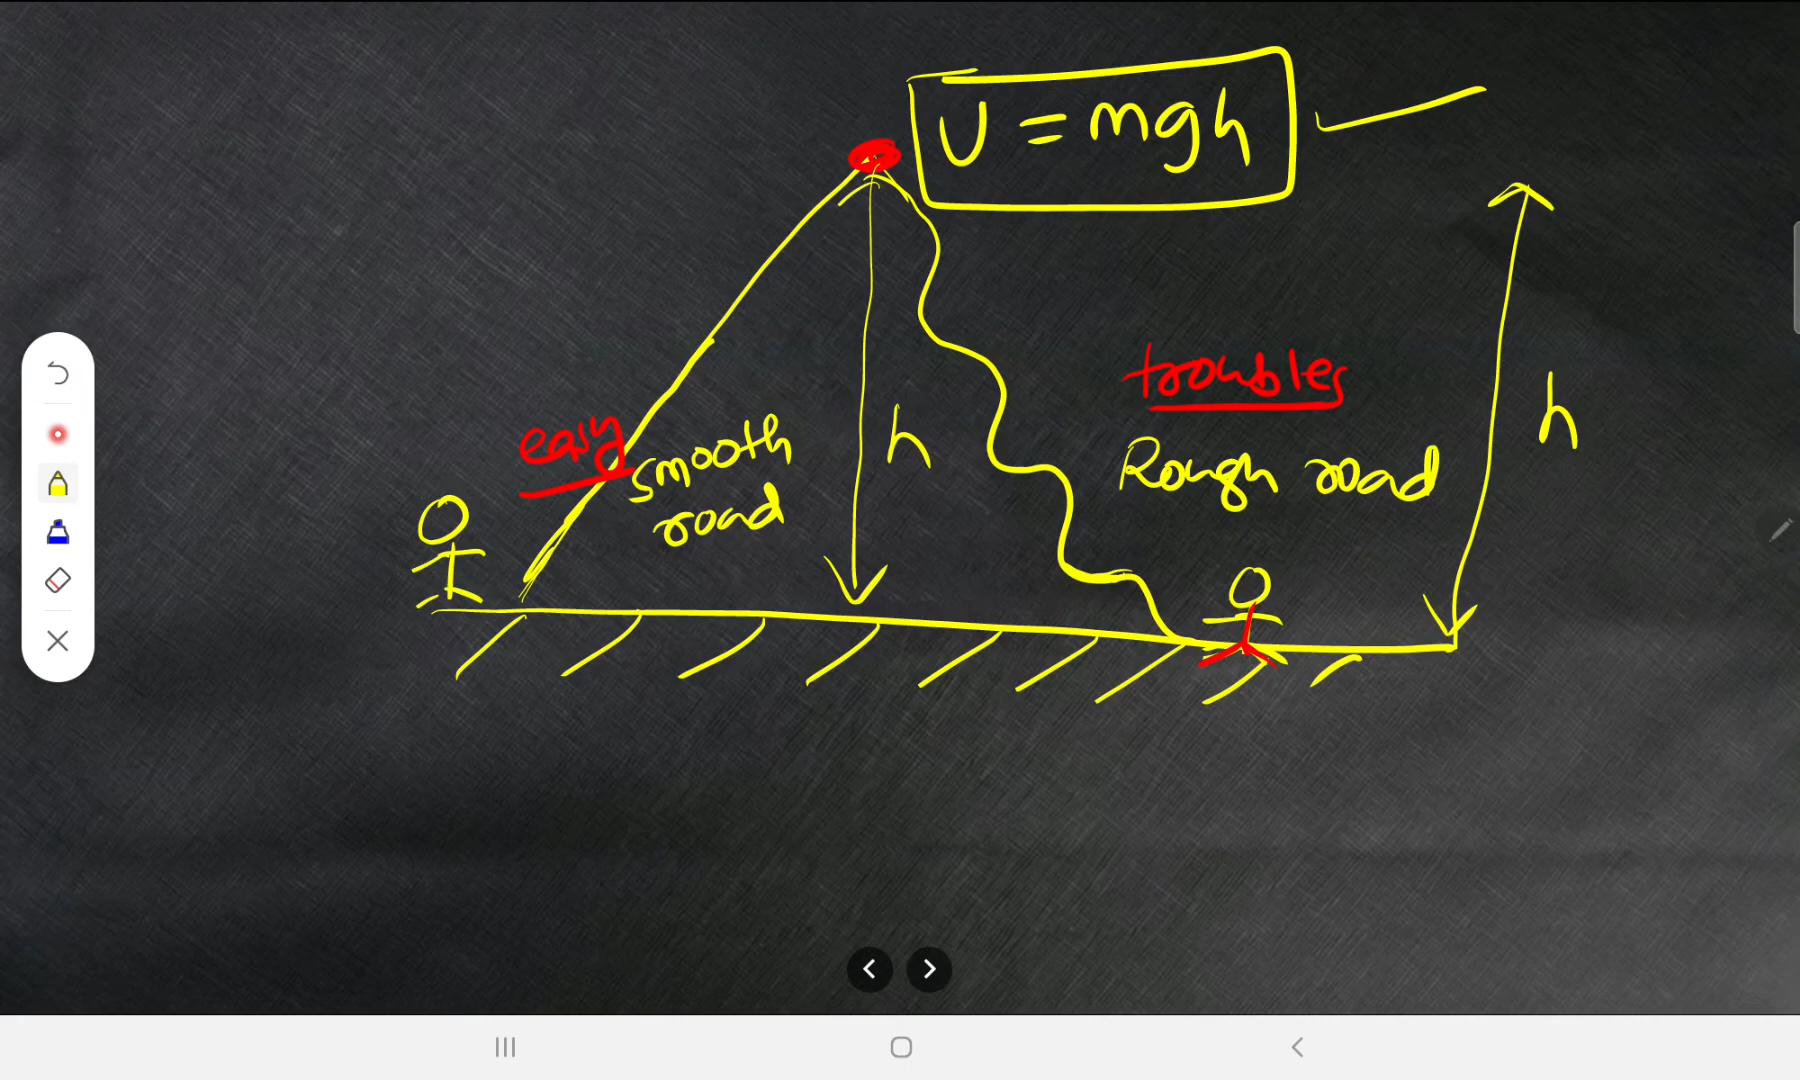 U = mgh
troubles
easy
smooth
road
h
Rough road
h